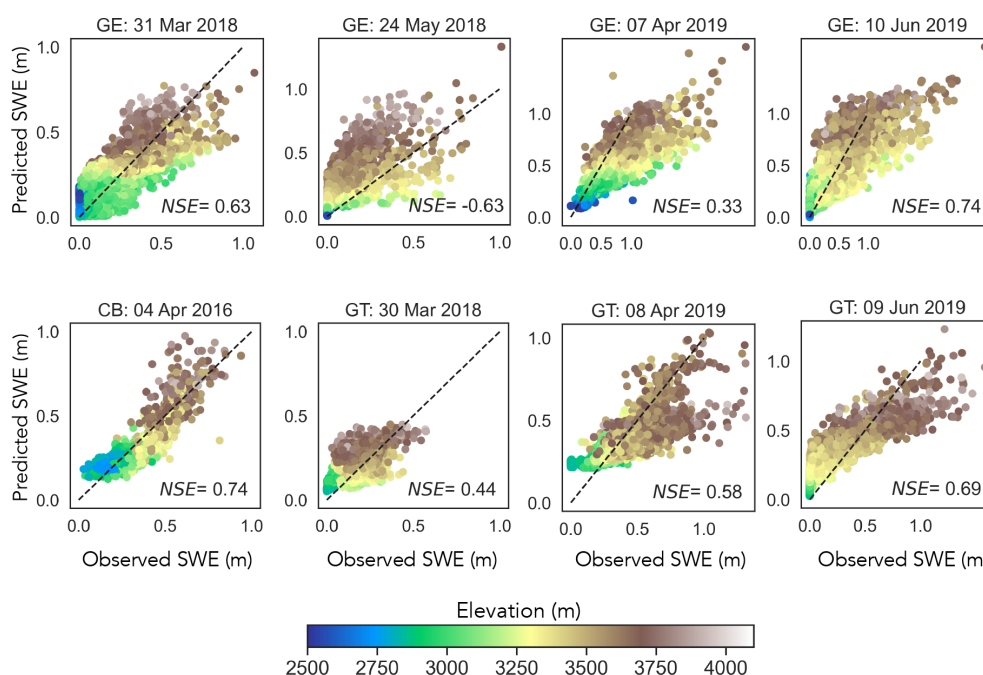 GE: 31 Mar 2018
GE: 24 May 2018
GE: 07 Apr 2019
GE: 10 Jun 2019
Predicted SWE (m)
1.0
0.5
0.0
NSE= 0.63
0.0 0.5 1.0
1.0
0.5
0.0
NSE= -0.63
0.0 0.5 1.0
1.0
0.5
0.0
NSE= 0.33
0.0 0.5 1.0
1.0
0.5
0.0
NSE= 0.74
0.0 0.5 1.0
CB: 04 Apr 2016
GT: 30 Mar 2018
GT: 08 Apr 2019
GT: 09 Jun 2019
Predicted SWE (m)
1.0
0.5
0.0
NSE= 0.74
0.0 0.5 1.0
1.0
0.5
0.0
NSE= 0.44
0.0 0.5 1.0
1.0
0.5
0.0
NSE= 0.58
0.0 0.5 1.0
1.0
0.5
0.0
NSE= 0.69
0.0 0.5 1.0
Observed SWE (m)
Observed SWE (m)
Observed SWE (m)
Observed SWE (m
Elevation (m)
2500 2750 3000 3250 3500 3750 4000